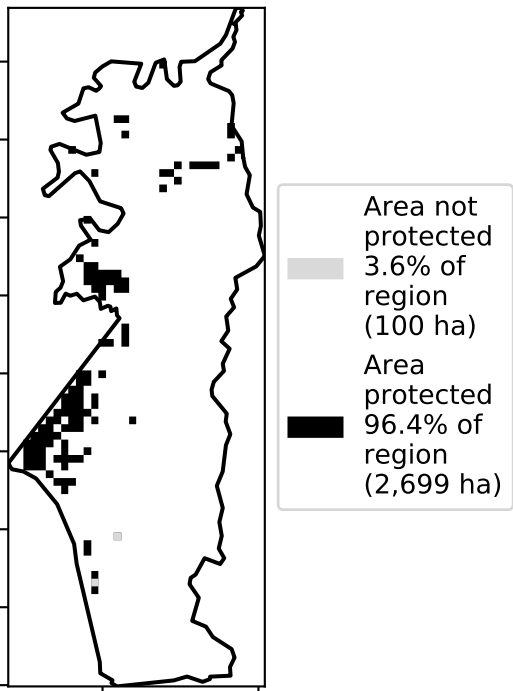 Area not
protected
3.6% of
region
(100 ha)
Area
protected
96.4% of
region
(2,699 ha)